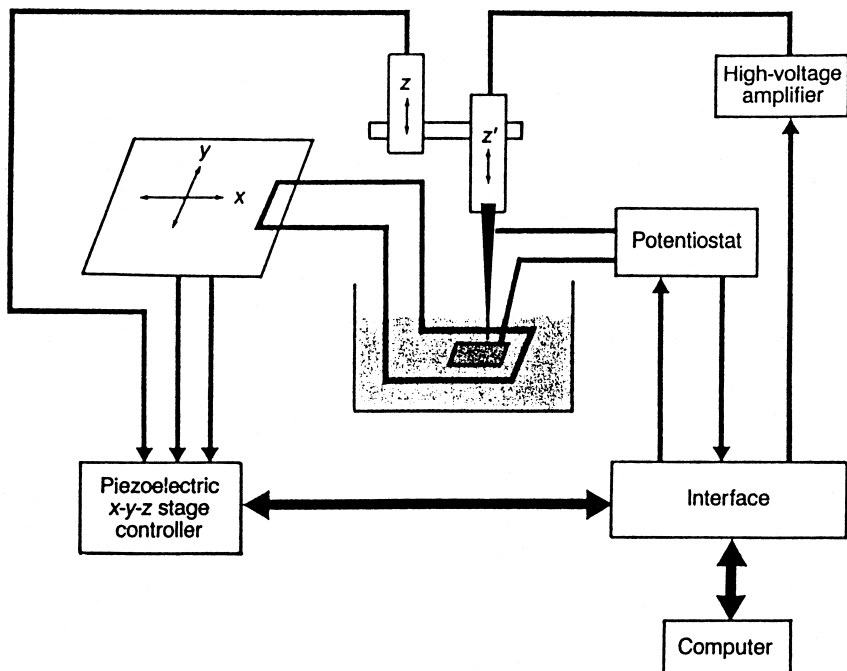 High-voltage
amplifier
z
z'
y
x
Potentiostat
Piezoelectric
x-y-z stage
controller
Interface
Computer